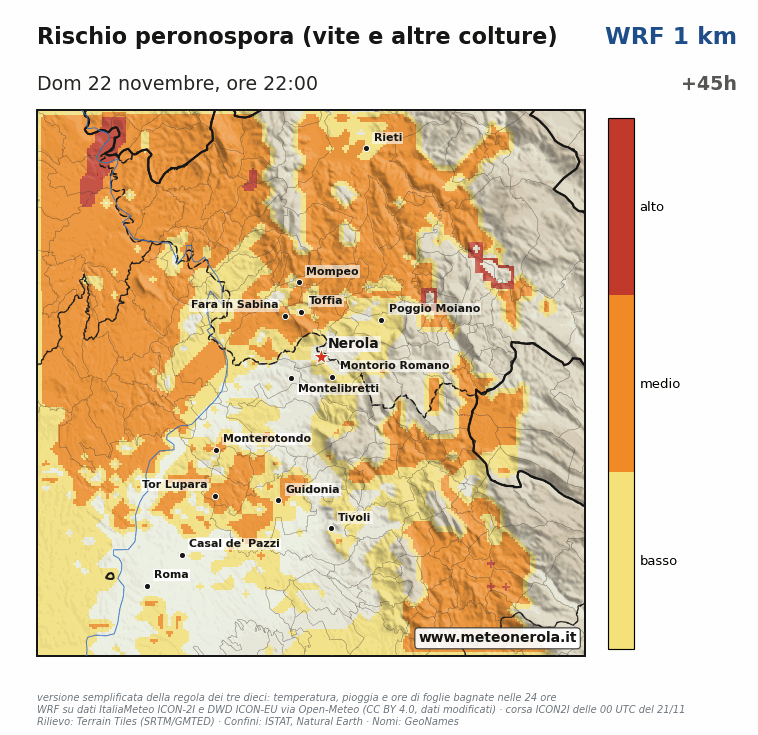 Rischio peronospora (vite e altre colture)
WRF 1 km
Dom 22 novembre, ore 22:00
+45h
Rieti
alto
Mompeo
Fara in Sabina
Toffia
Poggio Moiano
Nerola
Montorio Romano
medio
Montelibretti
Monterotondo
Tor Lupara
Guidonia
Tivoli
Casal de' Pazzi
basso
Roma
www.meteonerola.it
versione semplificata della regola dei tre dieci: temperatura, pioggia e ore di foglie bagnate nelle 24 ore
WRF su dati ItaliaMeteo ICON-2I e DWD ICON-EU via Open-Meteo (CC BY 4.0, dati modificati) · corsa ICON2I delle 00 UTC del 21/11
Rilievo: Terrain Tiles (SRTM/GMTED) · Confini: ISTAT, Natural Earth · Nomi: GeoNames